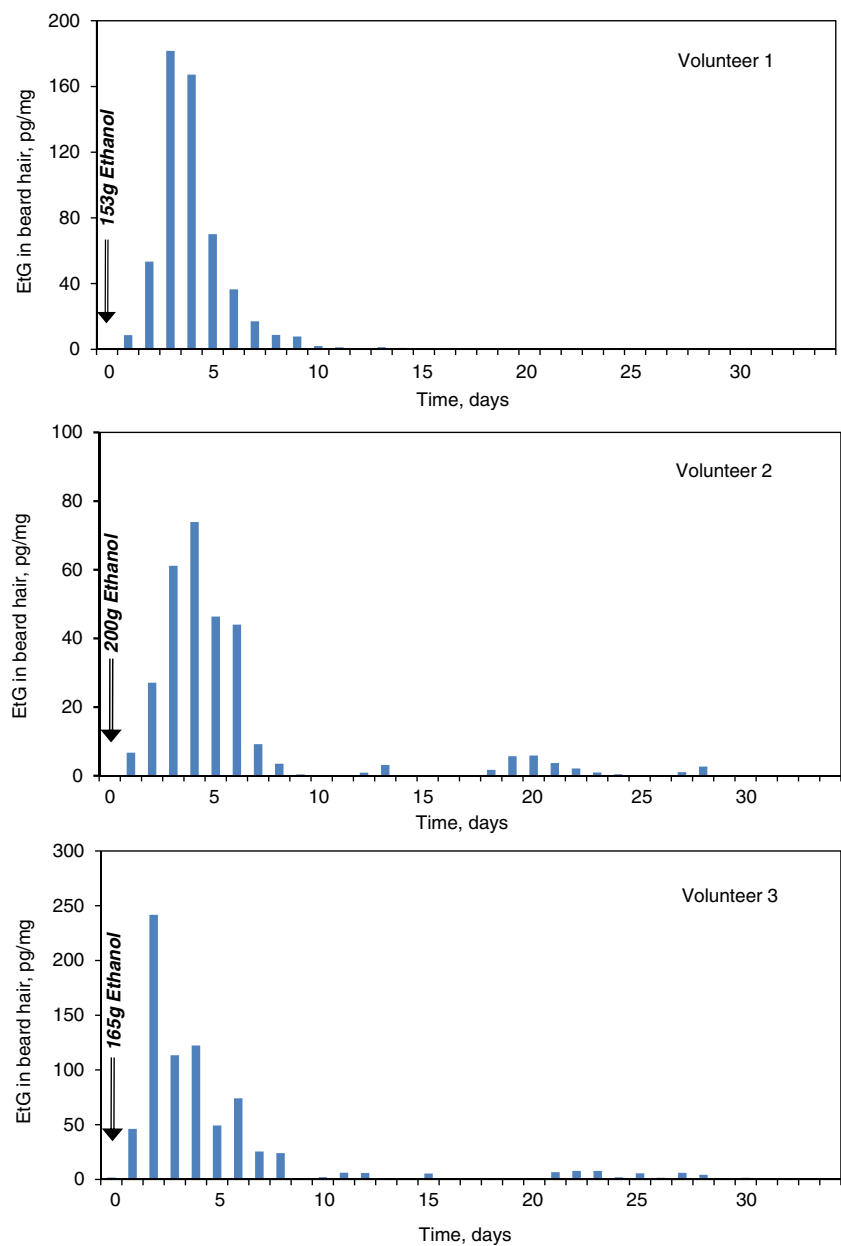 200
Volunteer 1
160
120
80
40
0
EtG in beard hair, pg/mg
153g Ethanol
0 5 10 15 20 25 30
Time, days
100
Volunteer 2
80
60
40
20
0
EtG in beard hair, pg/mg
200g Ethanol
0 5 10 15 20 25 30
Time, days
300
Volunteer 3
250
200
150
100
50
0
EtG in beard hair, pg/mg
165g Ethanol
0 5 10 15 20 25 30
Time, days